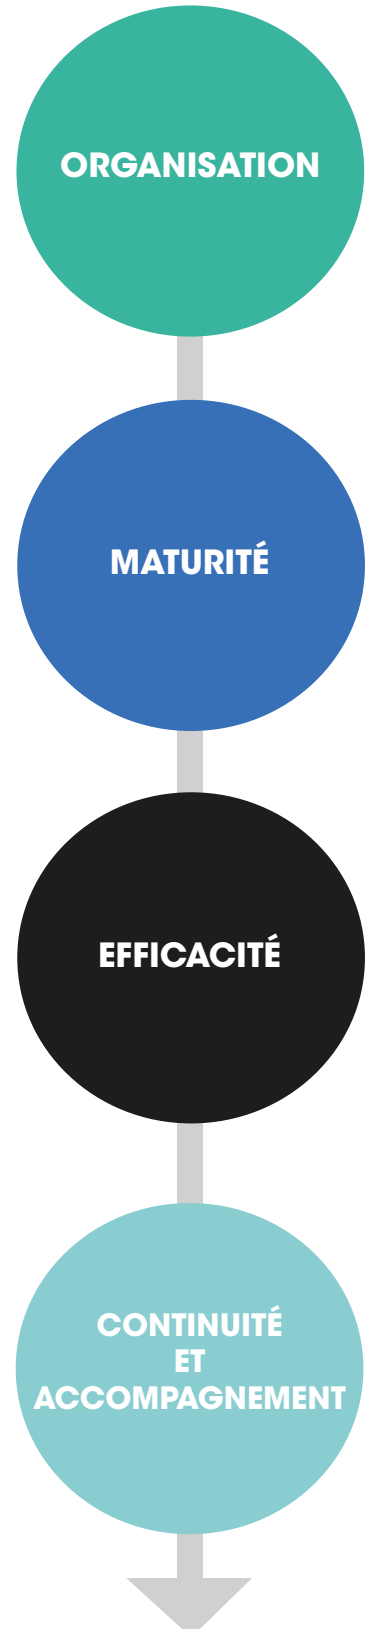 ORGANISATION
MATURITÉ
EFFICACITÉ
CONTINUITÉ
ET
ACCOMPAGNEMENT